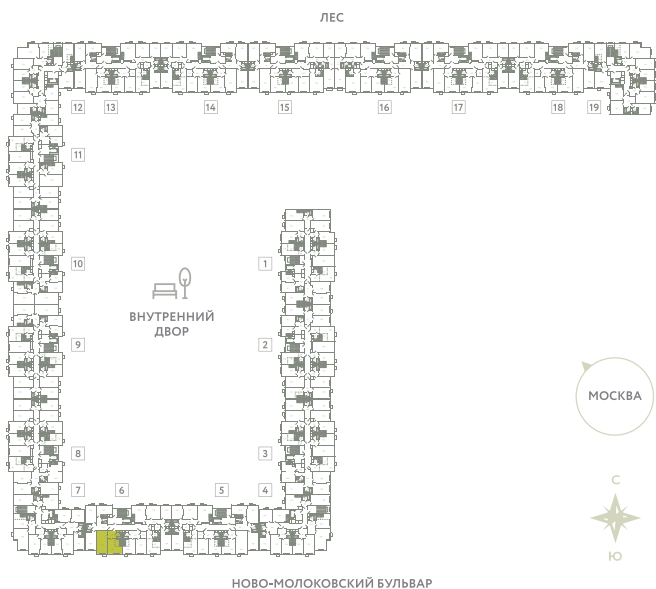 ЛЕС
12 13 14 15 16 17 18 19
11
10 1
ВНУТРЕННИЙ
ДВОР
9 2
МОСКВА
8 3
7 6 5 4
С
Ю
НОВО-МОЛОКОВСКИЙ БУЛЬВАР